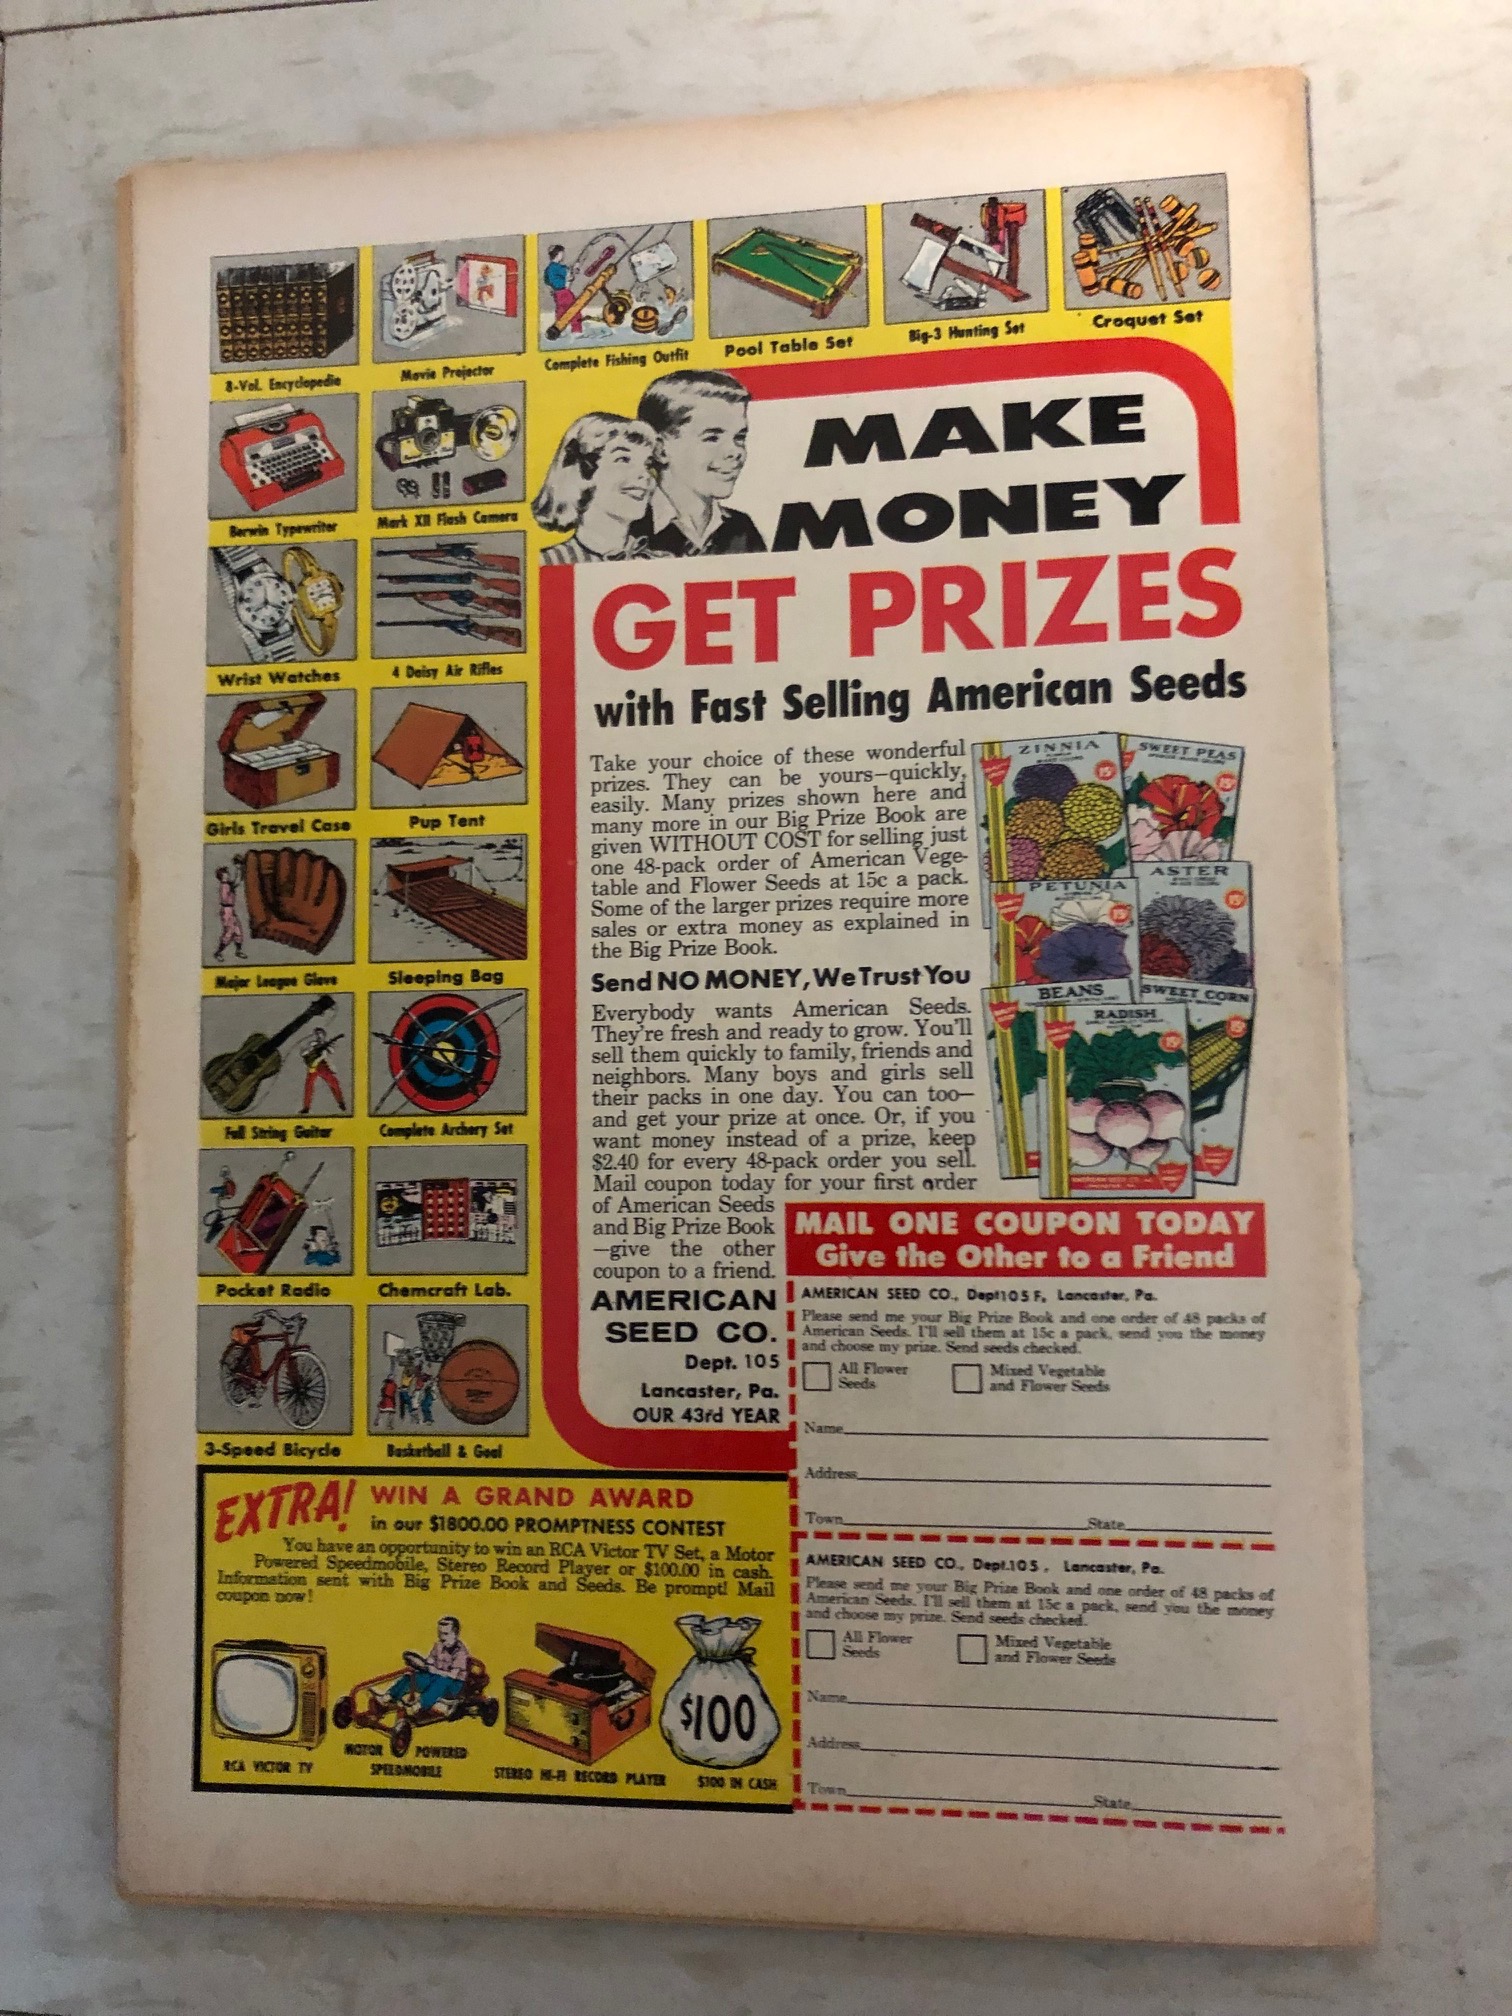 8-Vol. Encyclopedie
Movie Projector
Complete Fishing Outfit
Pool Table Set
Big-3 Hunting Set
Croquet Set
Berwin Typewriter
Mark XII Flash Camera
Wrist Watches
4 Daisy Air Rifles
Girls Travel Case
Pup Tent
Major League Glove
Sleeping Bag
Full String Guitar
Complete Archery Set
Pocket Radio
Chemcraft Lab.
3-Speed Bicycle
Basketball & Goal
MAKE
MONEY
GET PRIZES
with Fast Selling American Seeds
Take your choice of these wonderful
prizes. They can be yours—quickly,
easily. Many prizes shown here and
many more in our Big Prize Book are
given WITHOUT COST for selling just
one 48-pack order of American Vege-
table and Flower Seeds at 15c a pack.
Some of the larger prizes require more
sales or extra money as explained in
the Big Prize Book.
Send NO MONEY, We Trust You
Everybody wants American Seeds.
They're fresh and ready to grow. You'll
sell them quickly to family, friends and
neighbors. Many boys and girls sell
their packs in one day. You can too—
and get your prize at once. Or, if you
want money instead of a prize, keep
$2.40 for every 48-pack order you sell.
Mail coupon today for your first order
of American Seeds
and Big Prize Book
—give the other
coupon to a friend.
AMERICAN
SEED CO.
Dept. 105
Lancaster, Pa.
OUR 43rd YEAR
ZINNIA
15¢
SWEET PEAS
15¢
PETUNIA
15¢
ASTER
15¢
BEANS
SWEET CORN
15¢
RADISH
15¢
MAIL ONE COUPON TODAY
Give the Other to a Friend
AMERICAN SEED CO., Dept105 F, Lancaster, Pa.
Please send me your Big Prize Book and one order of 48 packs of
American Seeds. I'll sell them at 15c a pack, send you the money
and choose my prize. Send seeds checked.
All Flower
Seeds
Mixed Vegetable
and Flower Seeds
Name
Address
Town State
AMERICAN SEED CO., Dept.105, Lancaster, Pa.
Please send me your Big Prize Book and one order of 48 packs of
American Seeds. I'll sell them at 15c a pack, send you the money
and choose my prize. Send seeds checked.
All Flower
Seeds
Mixed Vegetable
and Flower Seeds
Name
Address
Town State
EXTRA! WIN A GRAND AWARD
in our $1800.00 PROMPTNESS CONTEST
You have an opportunity to win an RCA Victor TV Set, a Motor
Powered Speedmobile, Stereo Record Player or $100.00 in cash.
Information sent with Big Prize Book and Seeds. Be prompt! Mail
coupon now!
$100
RCA VICTOR TV
MOTOR POWERED
SPEEDMOBILE
STEREO HI-FI RECORD PLAYER
$100 IN CASH